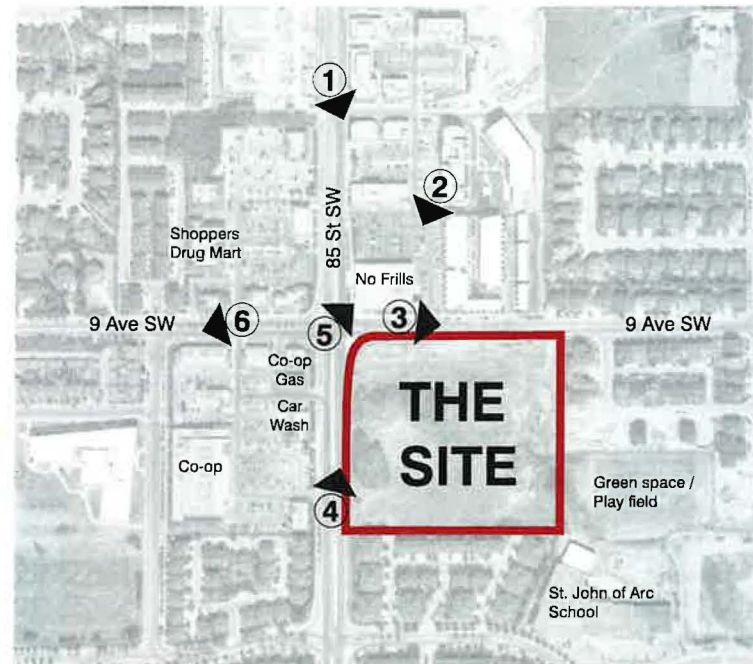 1
2
85 St SW
Shoppers
Drug Mart
No Frills
9 Ave SW
6
5
3
9 Ave SW
Co-op
Gas
Car
Wash
THE
SITE
Co-op
4
Green space /
Play field
St. John of Arc
School